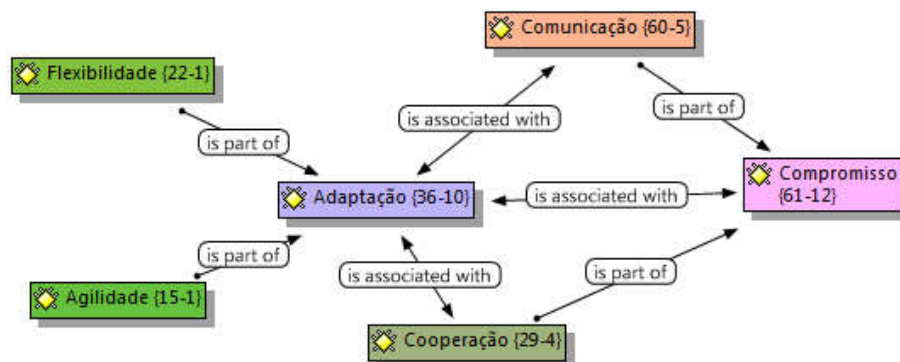 Comunicação {60-5}
Flexibilidade {22-1}
is associated with
is part of
is part of
Compromisso
{61-12}
Adaptação {36-10}
is associated with
is part of
is associated with
is part of
Agilidade {15-1}
Cooperação {29-4}